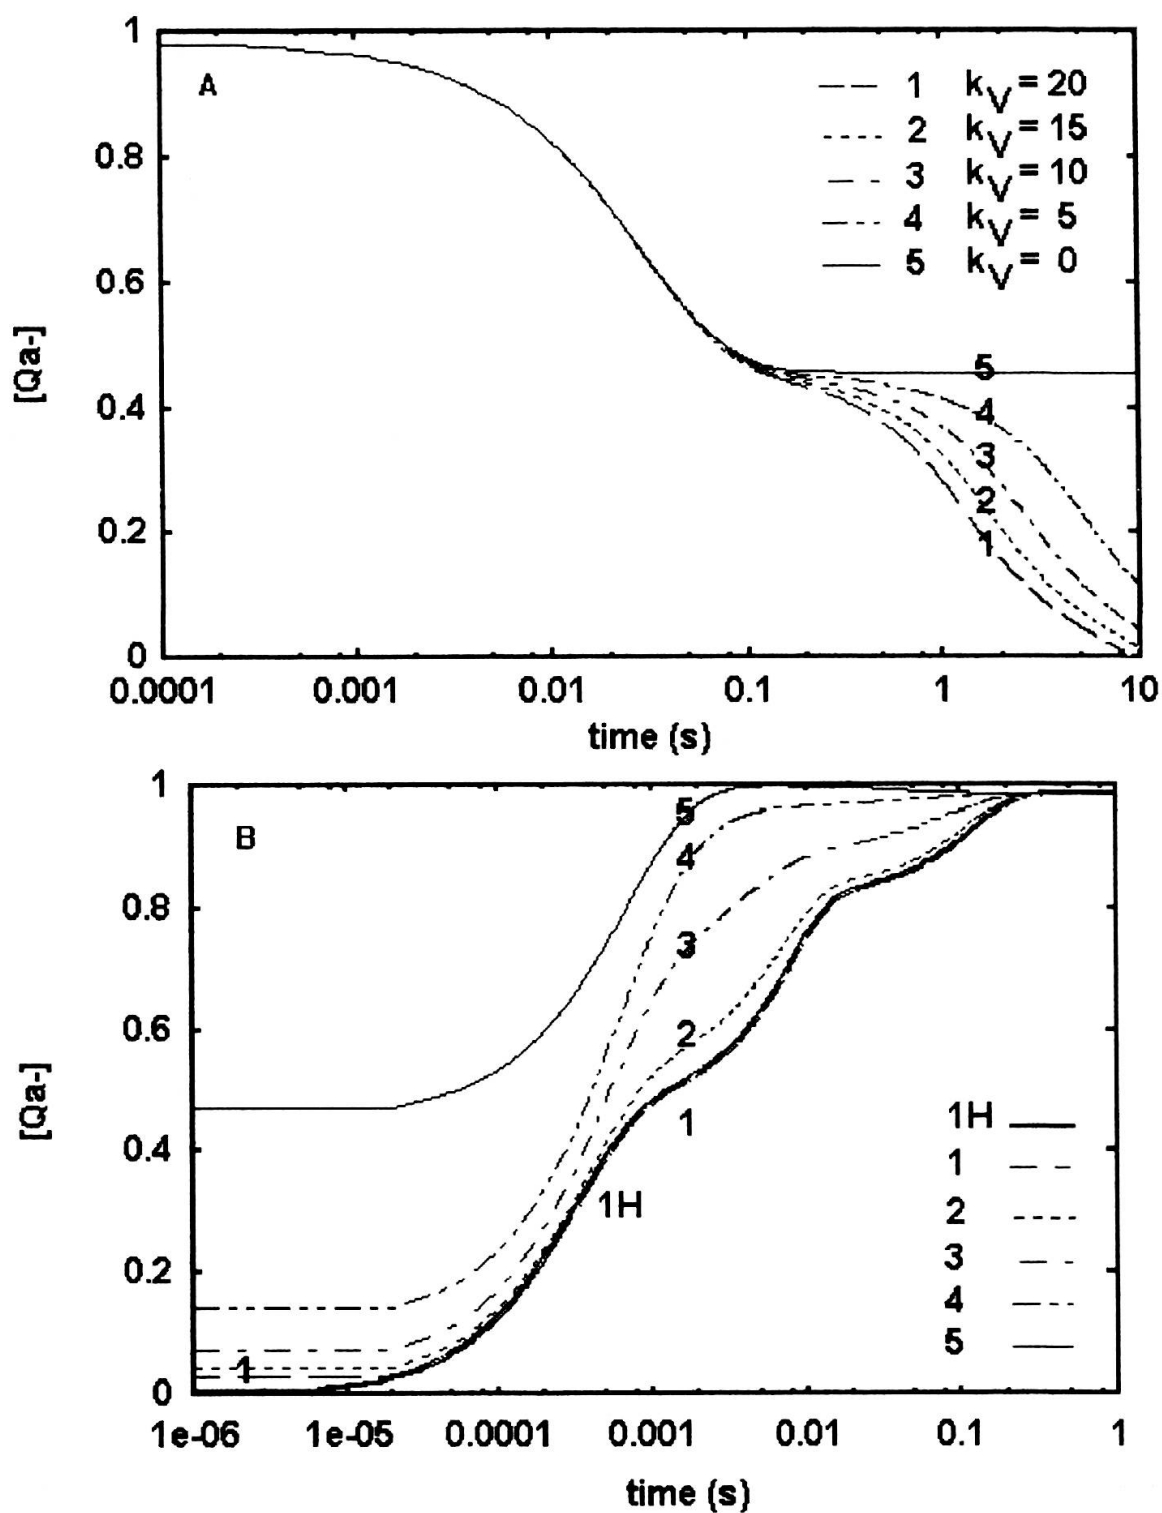 1
A
1 k_V = 20
2 k_V = 15
3 k_V = 10
4 k_V = 5
5 k_V = 0
0.8
0.6
[Qa-]
0.4
0.2
0
5
4
3
2
1
0.0001 0.001 0.01 0.1 1 10
time (s)
1
B
0.8
0.6
[Qa-]
0.4
0.2
0
5
4
3
2
1
1H
1
1H
1
2
3
4
5
1e-06 1e-05 0.0001 0.001 0.01 0.1 1
time (s)